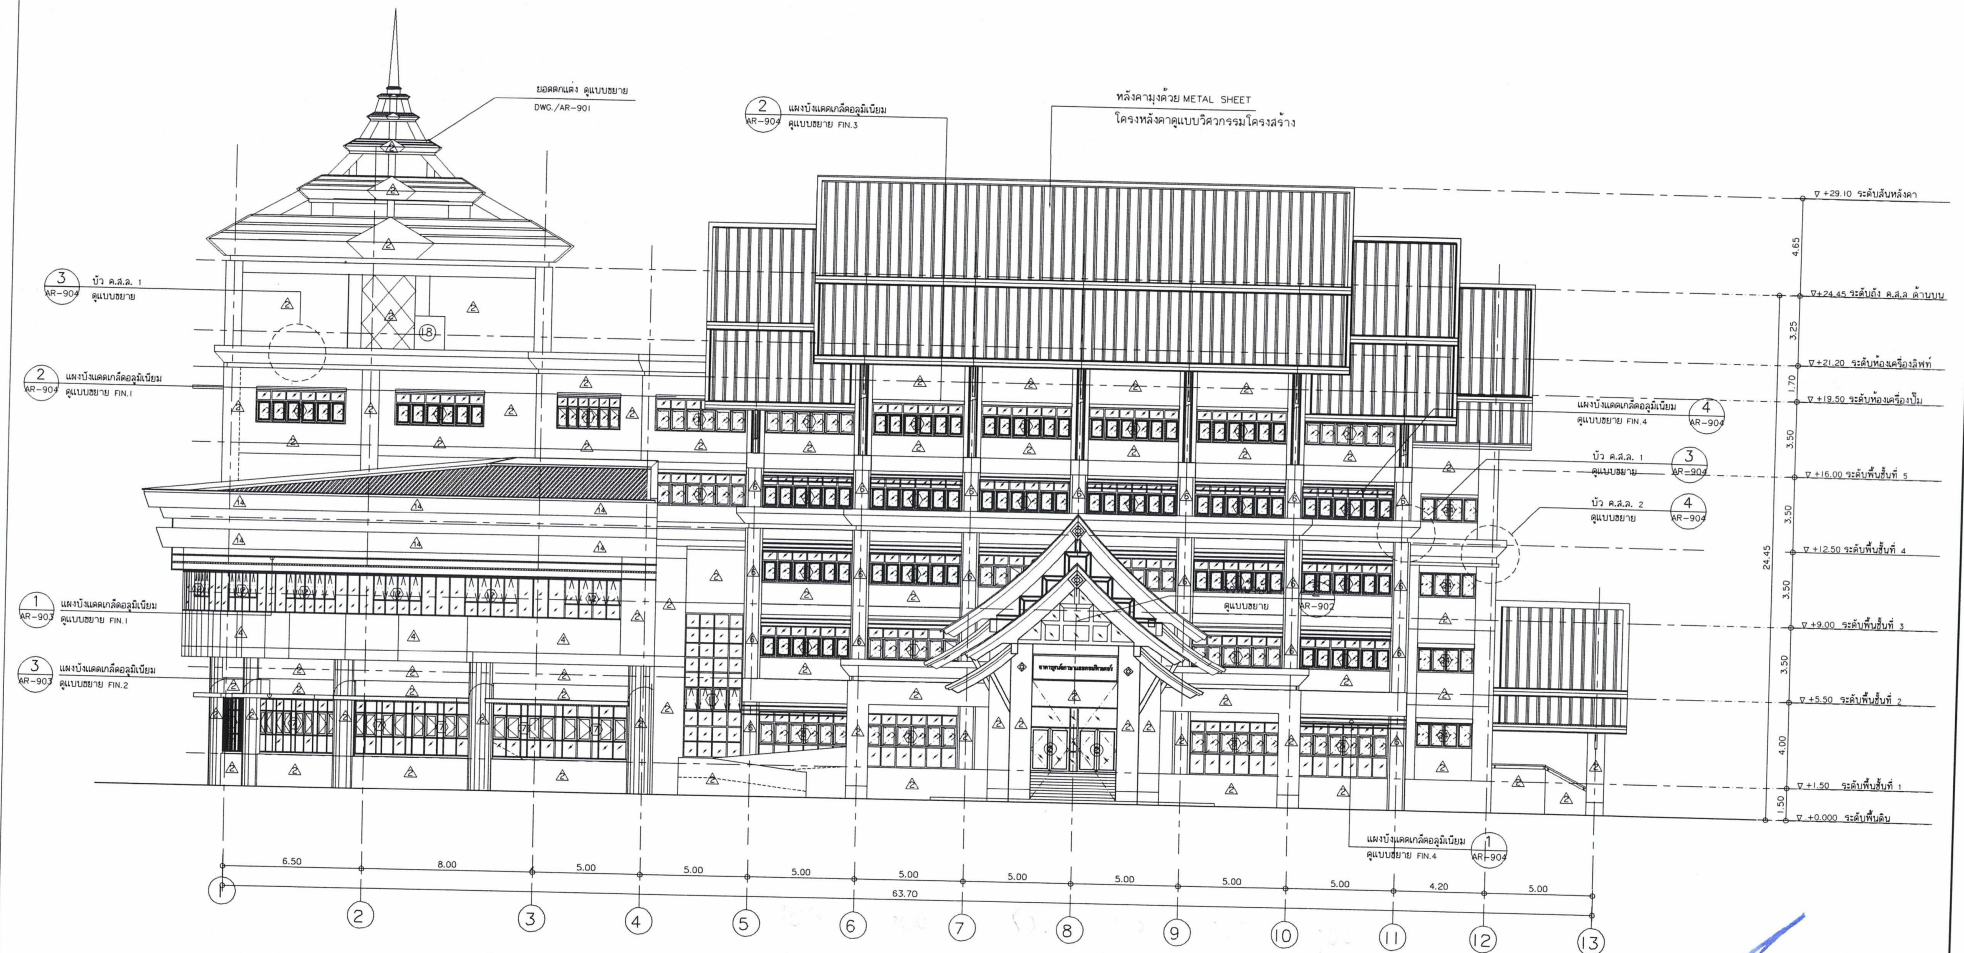 ยอดตกแต่ง ดูแบบขยาย
DWG./AR-901
2
AR-904
แผงบังแดดเกล็ดอลูมิเนียม
ดูแบบขยาย FIN.3
หลังคามุงด้วย METAL SHEET
โครงหลังคาดูแบบวิศวกรรมโครงสร้าง
3
AR-904
บัว ค.ส.ล. 1
ดูแบบขยาย
2
AR-904
แผงบังแดดเกล็ดอลูมิเนียม
ดูแบบขยาย FIN.1
1
AR-903
แผงบังแดดเกล็ดอลูมิเนียม
ดูแบบขยาย FIN.1
3
AR-903
แผงบังแดดเกล็ดอลูมิเนียม
ดูแบบขยาย FIN.2
18
แผงบังแดดเกล็ดอลูมิเนียม
ดูแบบขยาย FIN.4
4
AR-904
บัว ค.ส.ล. 1
ดูแบบขยาย
3
AR-904
บัว ค.ส.ล. 2
ดูแบบขยาย
4
AR-904
ดูแบบขยาย
AR-902
แผงบังแดดเกล็ดอลูมิเนียม
ดูแบบขยาย FIN.4
1
AR-904
+29.10 ระดับสันหลังคา
4.65
+24.45 ระดับถัง ค.ส.ล ด้านบน
3.25
+21.20 ระดับห้องเครื่องลิฟท์
1.70
+19.50 ระดับห้องเครื่องปั๊ม
3.50
+16.00 ระดับพื้นชั้นที่ 5
3.50
+12.50 ระดับพื้นชั้นที่ 4
3.50
24.45
+9.00 ระดับพื้นชั้นที่ 3
3.50
+5.50 ระดับพื้นชั้นที่ 2
4.00
+1.50 ระดับพื้นชั้นที่ 1
1.50
+0.000 ระดับพื้นดิน
6.50 8.00 5.00 5.00 5.00 5.00 5.00 5.00 5.00 5.00 4.20 5.00
63.70
1 2 3 4 5 6 7 8 9 10 11 12 13